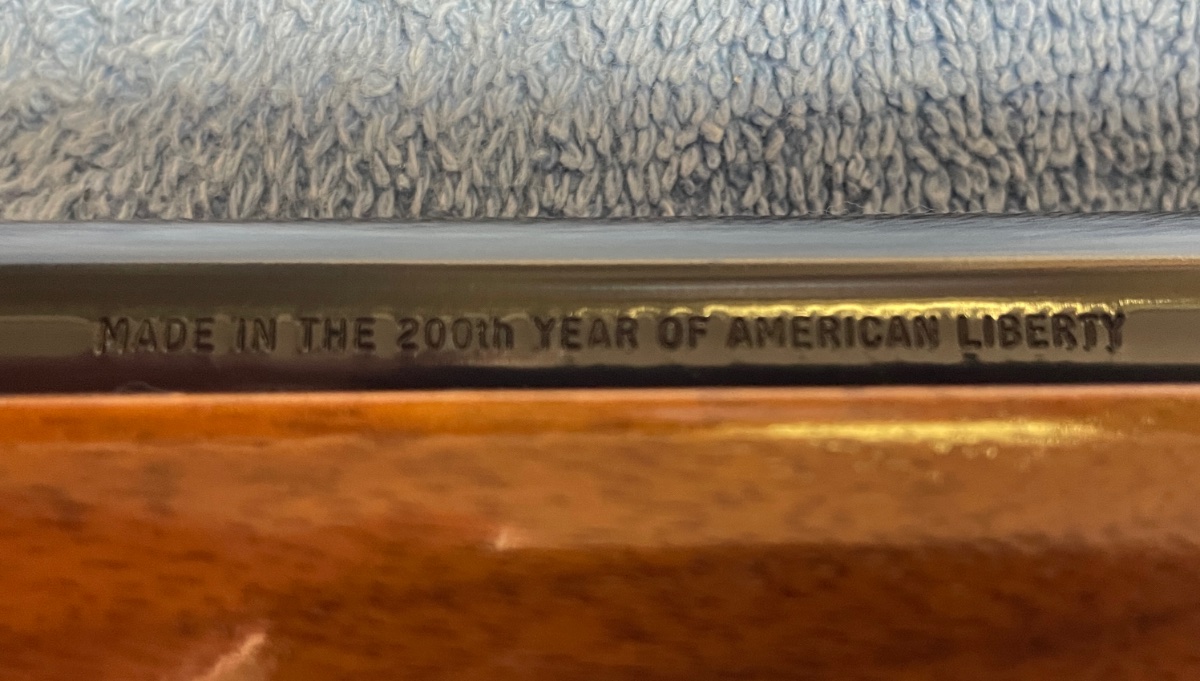 MADE IN THE 200th YEAR OF AMERICAN LIBERTY